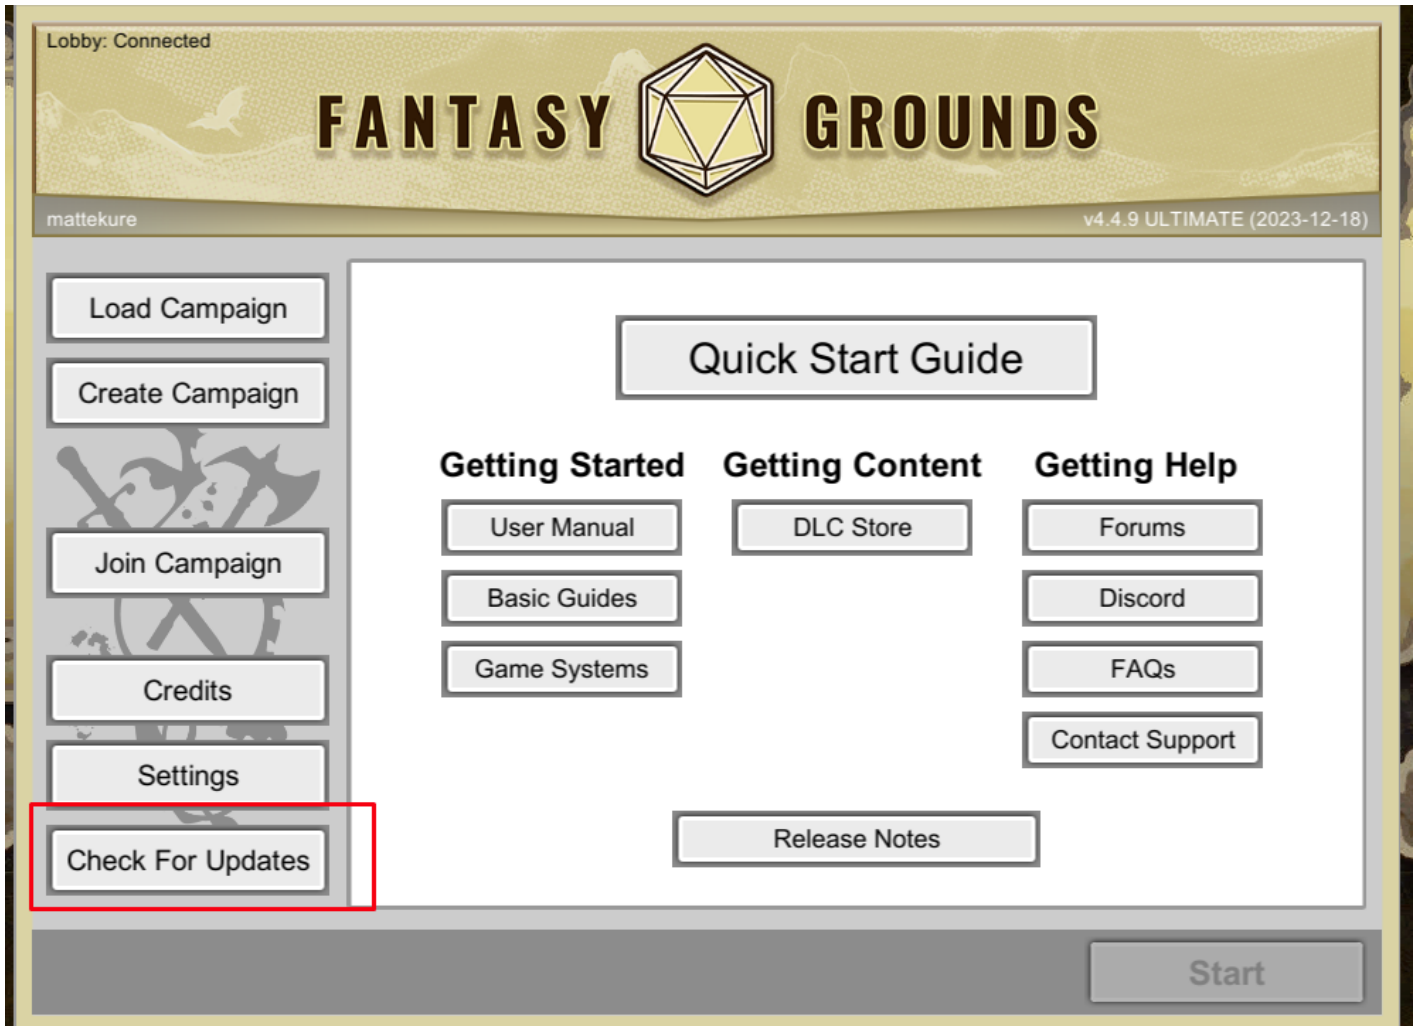 Lobby: Connected
FANTASY GROUNDS
mattekure
v4.4.9 ULTIMATE (2023-12-18)
Load Campaign
Create Campaign
Join Campaign
Credits
Settings
Check For Updates
Quick Start Guide
Getting Started
User Manual
Basic Guides
Game Systems
Getting Content
DLC Store
Getting Help
Forums
Discord
FAQs
Contact Support
Release Notes
Start